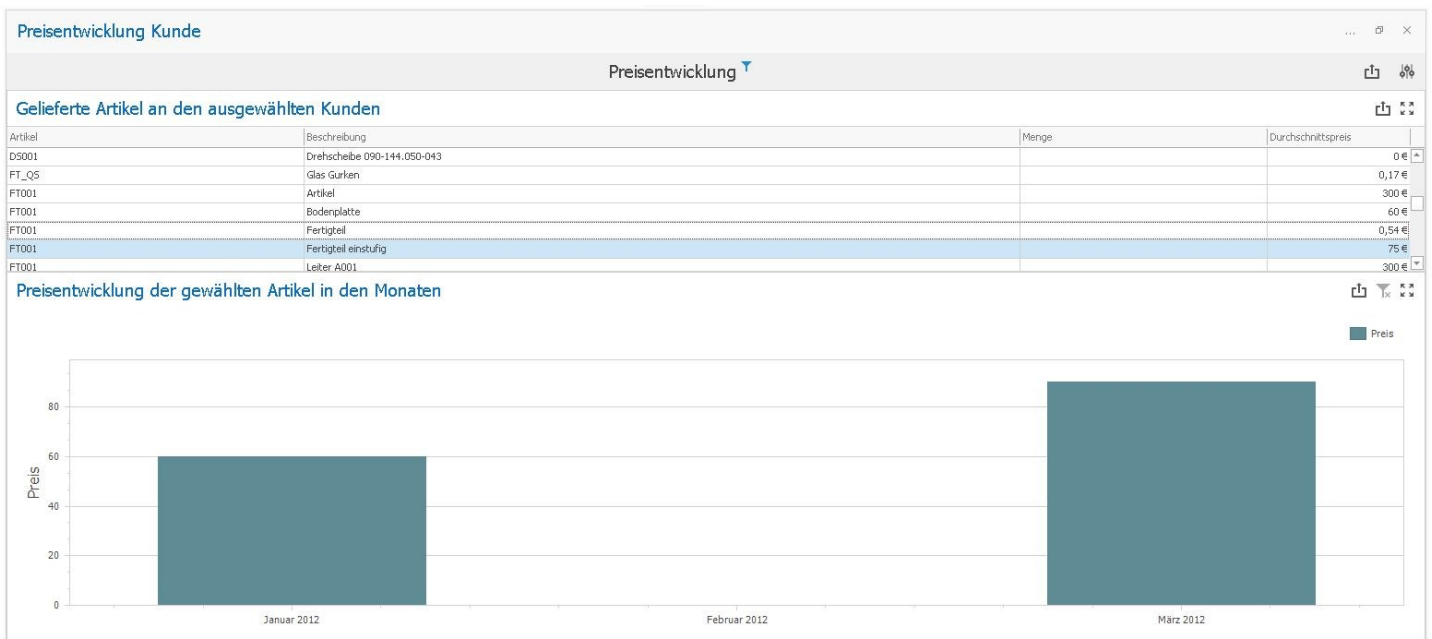 Preisentwicklung Kunde
Preisentwicklung
Gelieferte Artikel an den ausgewählten Kunden
Artikel Beschreibung Menge Durchschnittspreis
DS001 Drehscheibe 090-144.050-043 0 €
FT_QS Glas Gurken 0,17 €
FT001 Artikel 300 €
FT001 Bodenplatte 60 €
FT001 Fertigteil 0,54 €
FT001 Fertigteil einstufig 75 €
FT001 Leiter A001 300 €
Preisentwicklung der gewählten Artikel in den Monaten
Preis
80
60
Preis
40
20
0
Januar 2012 Februar 2012 März 2012